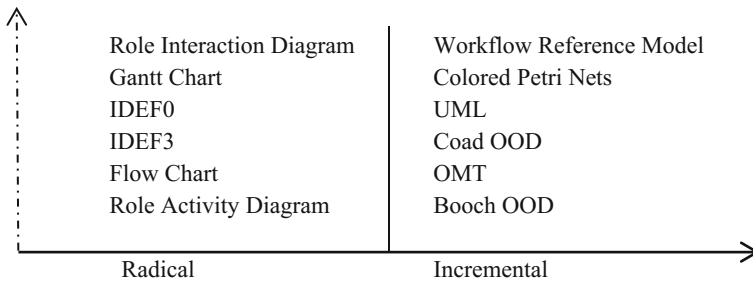 Role Interaction Diagram
Gantt Chart
IDEF0
IDEF3
Flow Chart
Role Activity Diagram
Workflow Reference Model
Colored Petri Nets
UML
Coad OOD
OMT
Booch OOD
Radical
Incremental